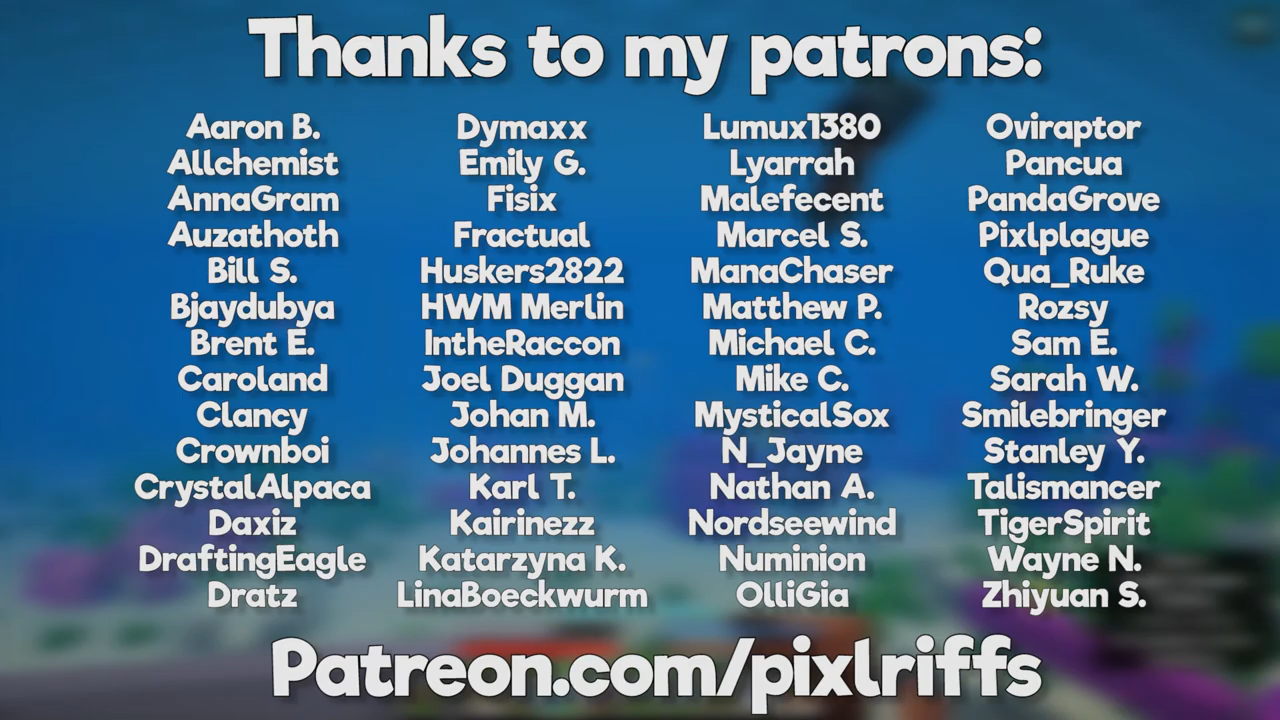 Thanks to my patrons:
Aaron B.
Allchemist
AnnaGram
Auzathoth
Bill S.
Bjaydubya
Brent E.
Caroland
Clancy
Crownboi
CrystalAlpaca
Daxiz
DraftingEagle
Dratz
Dymaxx
Emily G.
Fisix
Fractual
Huskers2822
HWM Merlin
IntheRaccon
Joel Duggan
Johan M.
Johannes L.
Karl T.
Kairinezz
Katarzyna K.
LinaBoeckwurm
Lumux1380
Lyarrah
Malefecent
Marcel S.
ManaChaser
Matthew P.
Michael C.
Mike C.
MysticalSox
N_Jayne
Nathan A.
Nordseewind
Numinion
OlliGia
Oviraptor
Pancua
PandaGrove
Pixlplague
Qua_Ruke
Rozsy
Sam E.
Sarah W.
Smilebringer
Stanley Y.
Talismancer
TigerSpirit
Wayne N.
Zhiyuan S.
Patreon.com/pixlriffs